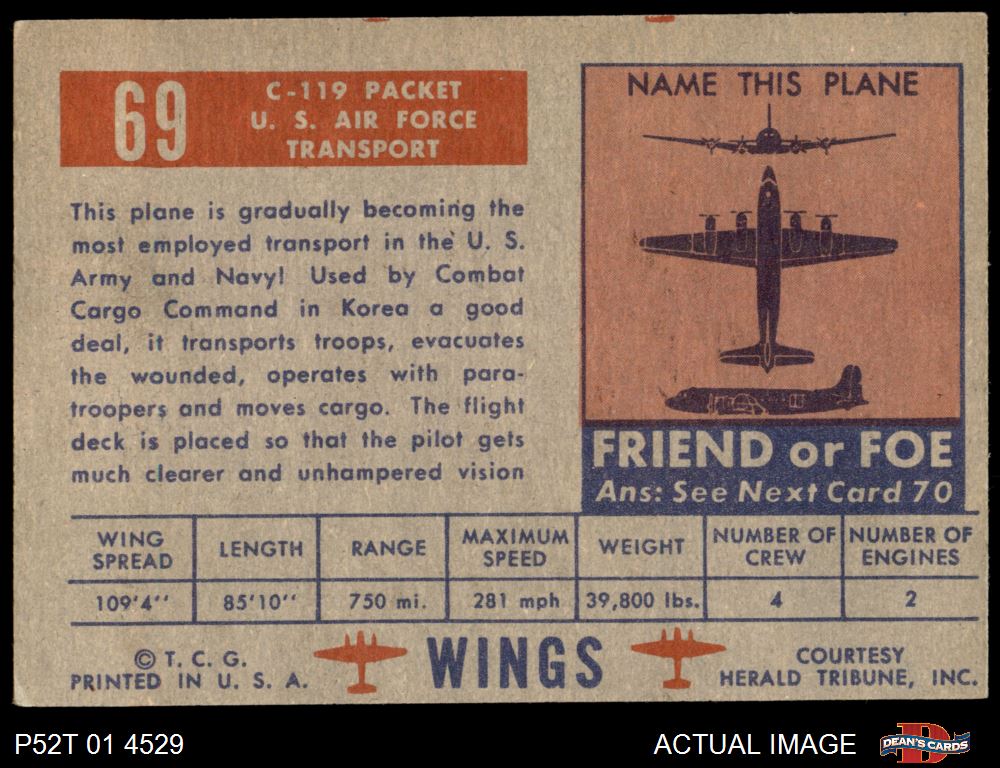 69
C-119 PACKET
U. S. AIR FORCE
TRANSPORT
This plane is gradually becoming the
most employed transport in the U. S.
Army and Navy! Used by Combat
Cargo Command in Korea a good
deal, it transports troops, evacuates
the wounded, operates with para-
troopers and moves cargo. The flight
deck is placed so that the pilot gets
much clearer and unhampered vision
NAME THIS PLANE
FRIEND or FOE
Ans: See Next Card 70
WING SPREAD
LENGTH
RANGE
MAXIMUM SPEED
WEIGHT
NUMBER OF CREW
NUMBER OF ENGINES
109'4''
85'10''
750 mi.
281 mph
39,800 lbs.
4
2
© T. C. G.
PRINTED IN U. S. A.
WINGS
COURTESY
HERALD TRIBUNE, INC.
P52T 01 4529
ACTUAL IMAGE
D
DEAN'S CARDS